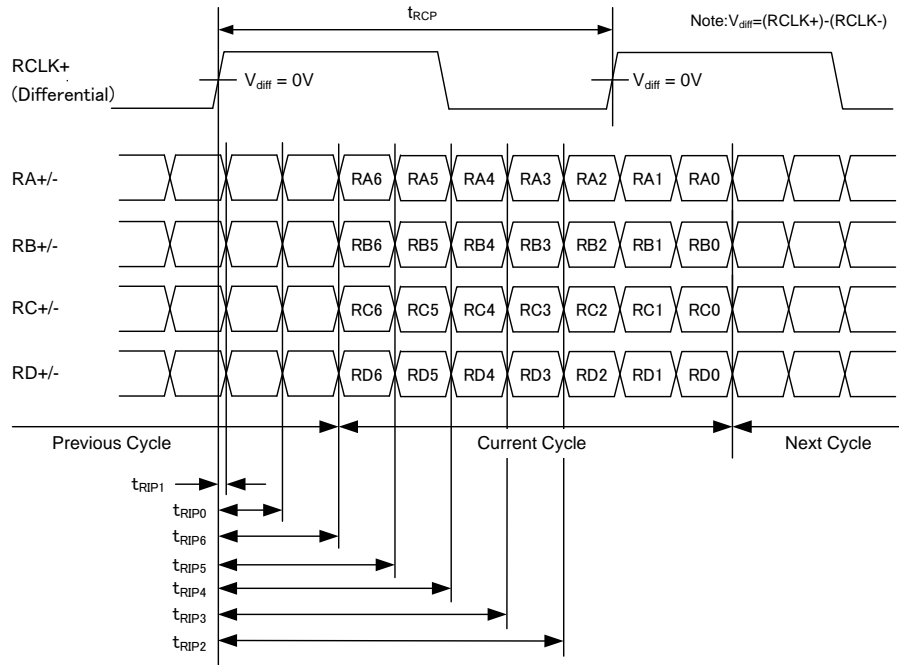 tRCP
Note:Vdiff=(RCLK+)-(RCLK-)
RCLK+
(Differential)
Vdiff = 0V
Vdiff = 0V
RA+/-
RA6 RA5 RA4 RA3 RA2 RA1 RA0
RB+/-
RB6 RB5 RB4 RB3 RB2 RB1 RB0
RC+/-
RC6 RC5 RC4 RC3 RC2 RC1 RC0
RD+/-
RD6 RD5 RD4 RD3 RD2 RD1 RD0
Previous Cycle
Current Cycle
Next Cycle
tRIP1
tRIP0
tRIP6
tRIP5
tRIP4
tRIP3
tRIP2